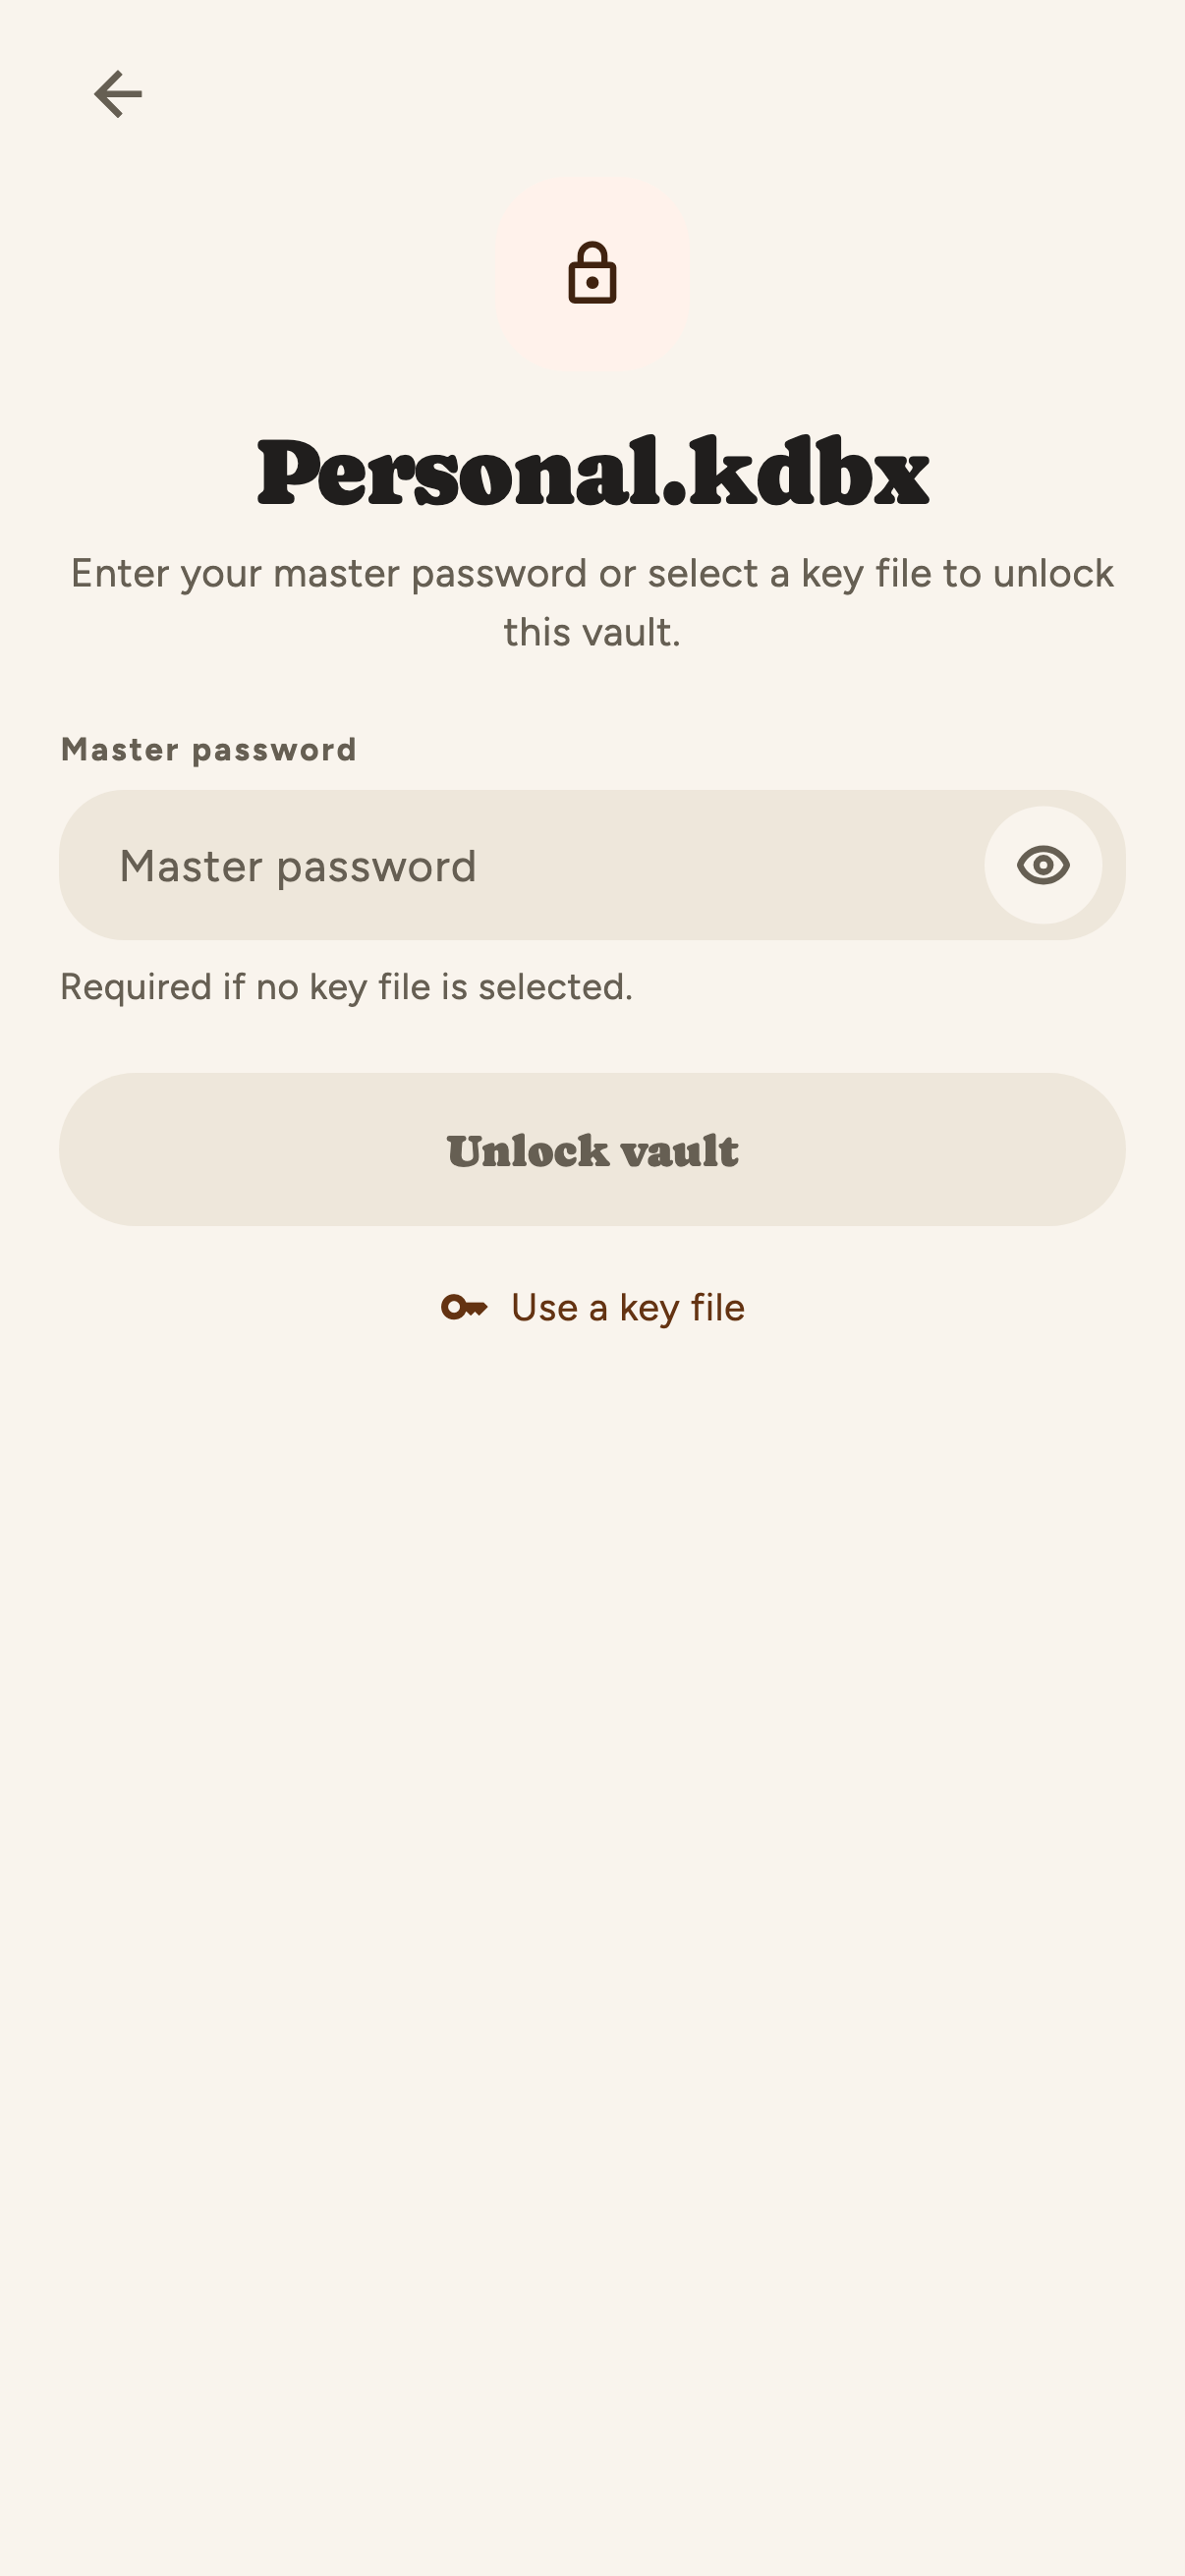 Personal.kdbx
Enter your master password or select a key file to unlock
this vault.
Master password
Master password
Required if no key file is selected.
Unlock vault
Use a key file